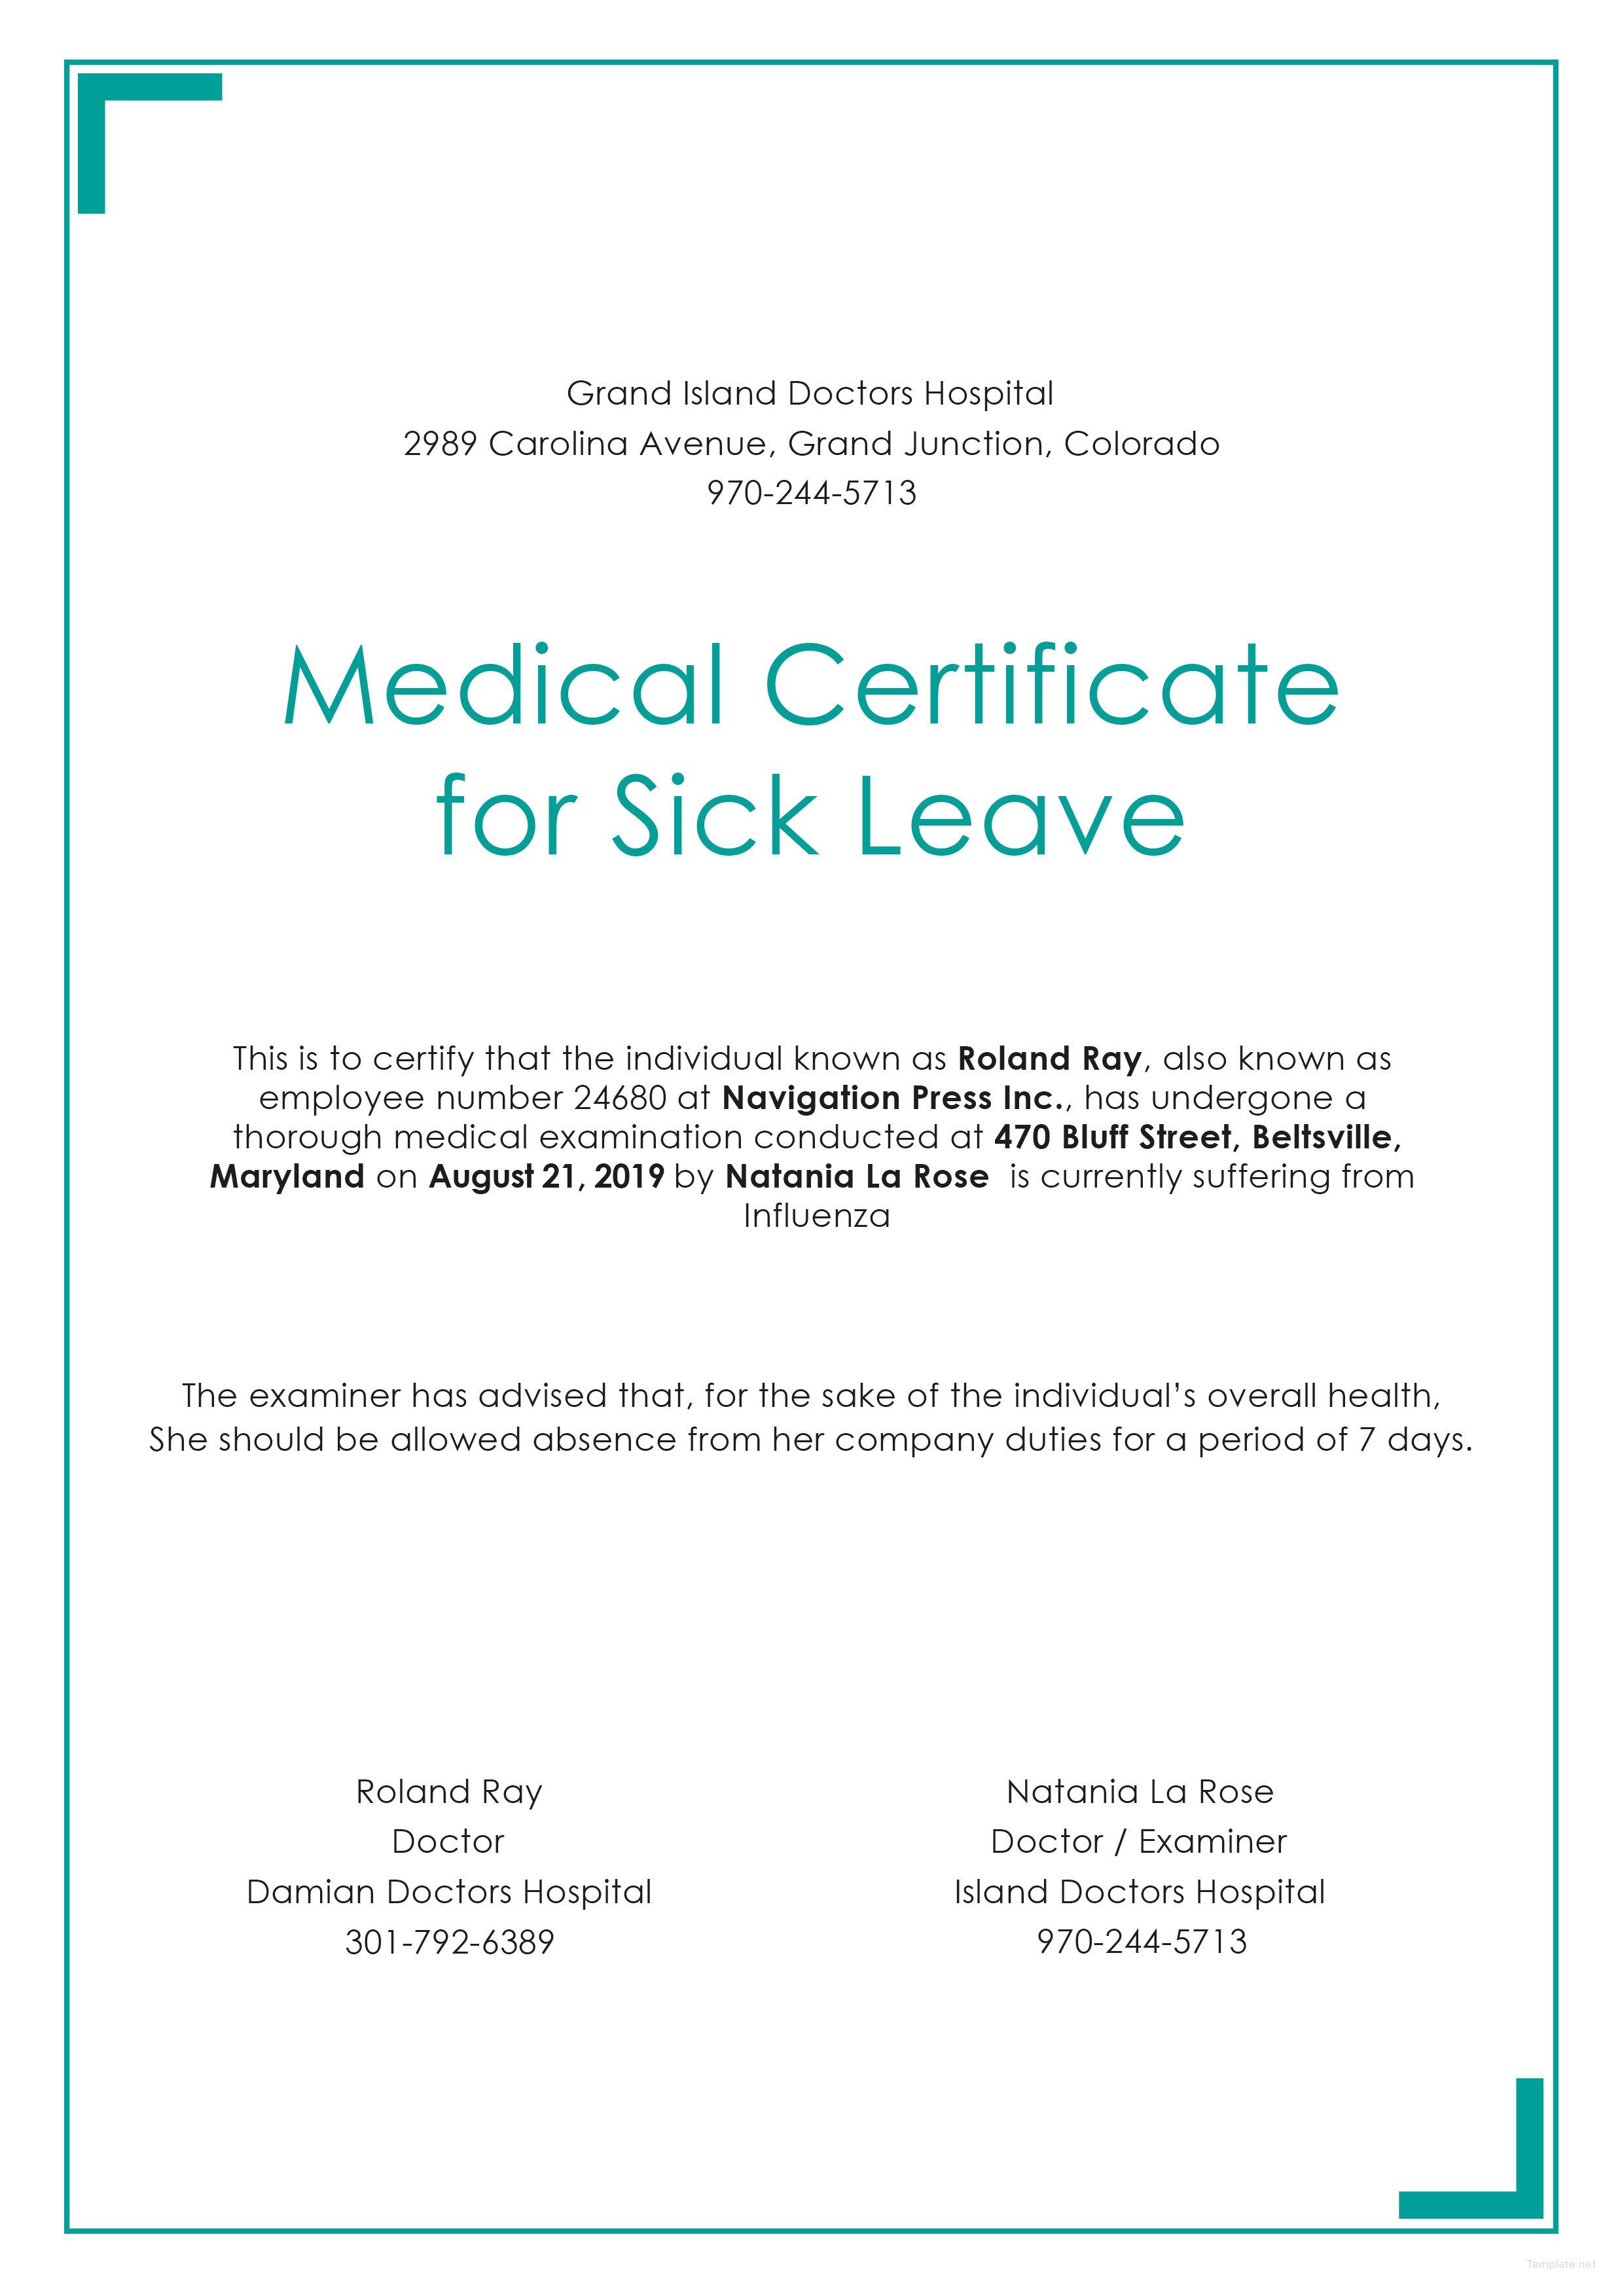 Grand Island Doctors Hospital
2989 Carolina Avenue, Grand Junction, Colorado
970-244-5713
Medical Certificate
for Sick Leave
This is to certify that the individual known as Roland Ray, also known as
employee number 24680 at Navigation Press Inc., has undergone a
thorough medical examination conducted at 470 Bluff Street, Beltsville,
Maryland on August 21, 2019 by Natania La Rose  is currently suffering from
Influenza
The examiner has advised that, for the sake of the individual’s overall health,
She should be allowed absence from her company duties for a period of 7 days.
Roland Ray
Doctor
Damian Doctors Hospital
301-792-6389
Natania La Rose
Doctor / Examiner
Island Doctors Hospital
970-244-5713
Template.net